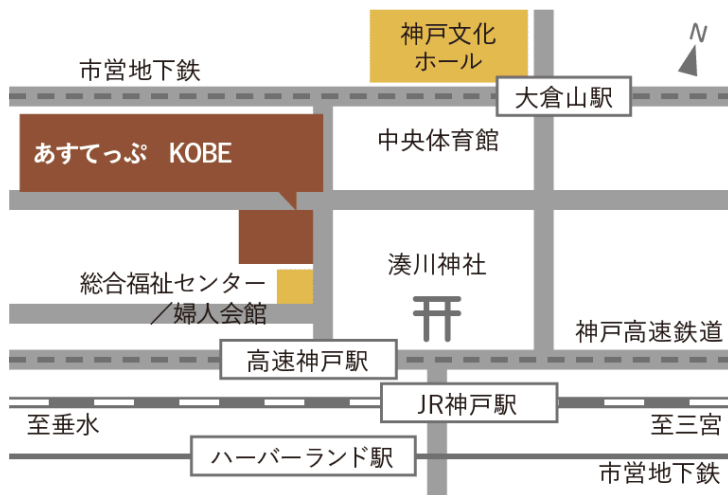 神戸文化
ホール
N
市営地下鉄
大倉山駅
中央体育館
あすてっぷ KOBE
湊川神社
総合福祉センター
／婦人会館
神戸高速鉄道
高速神戸駅
JR神戸駅
至垂水
至三宮
ハーバーランド駅
市営地下鉄